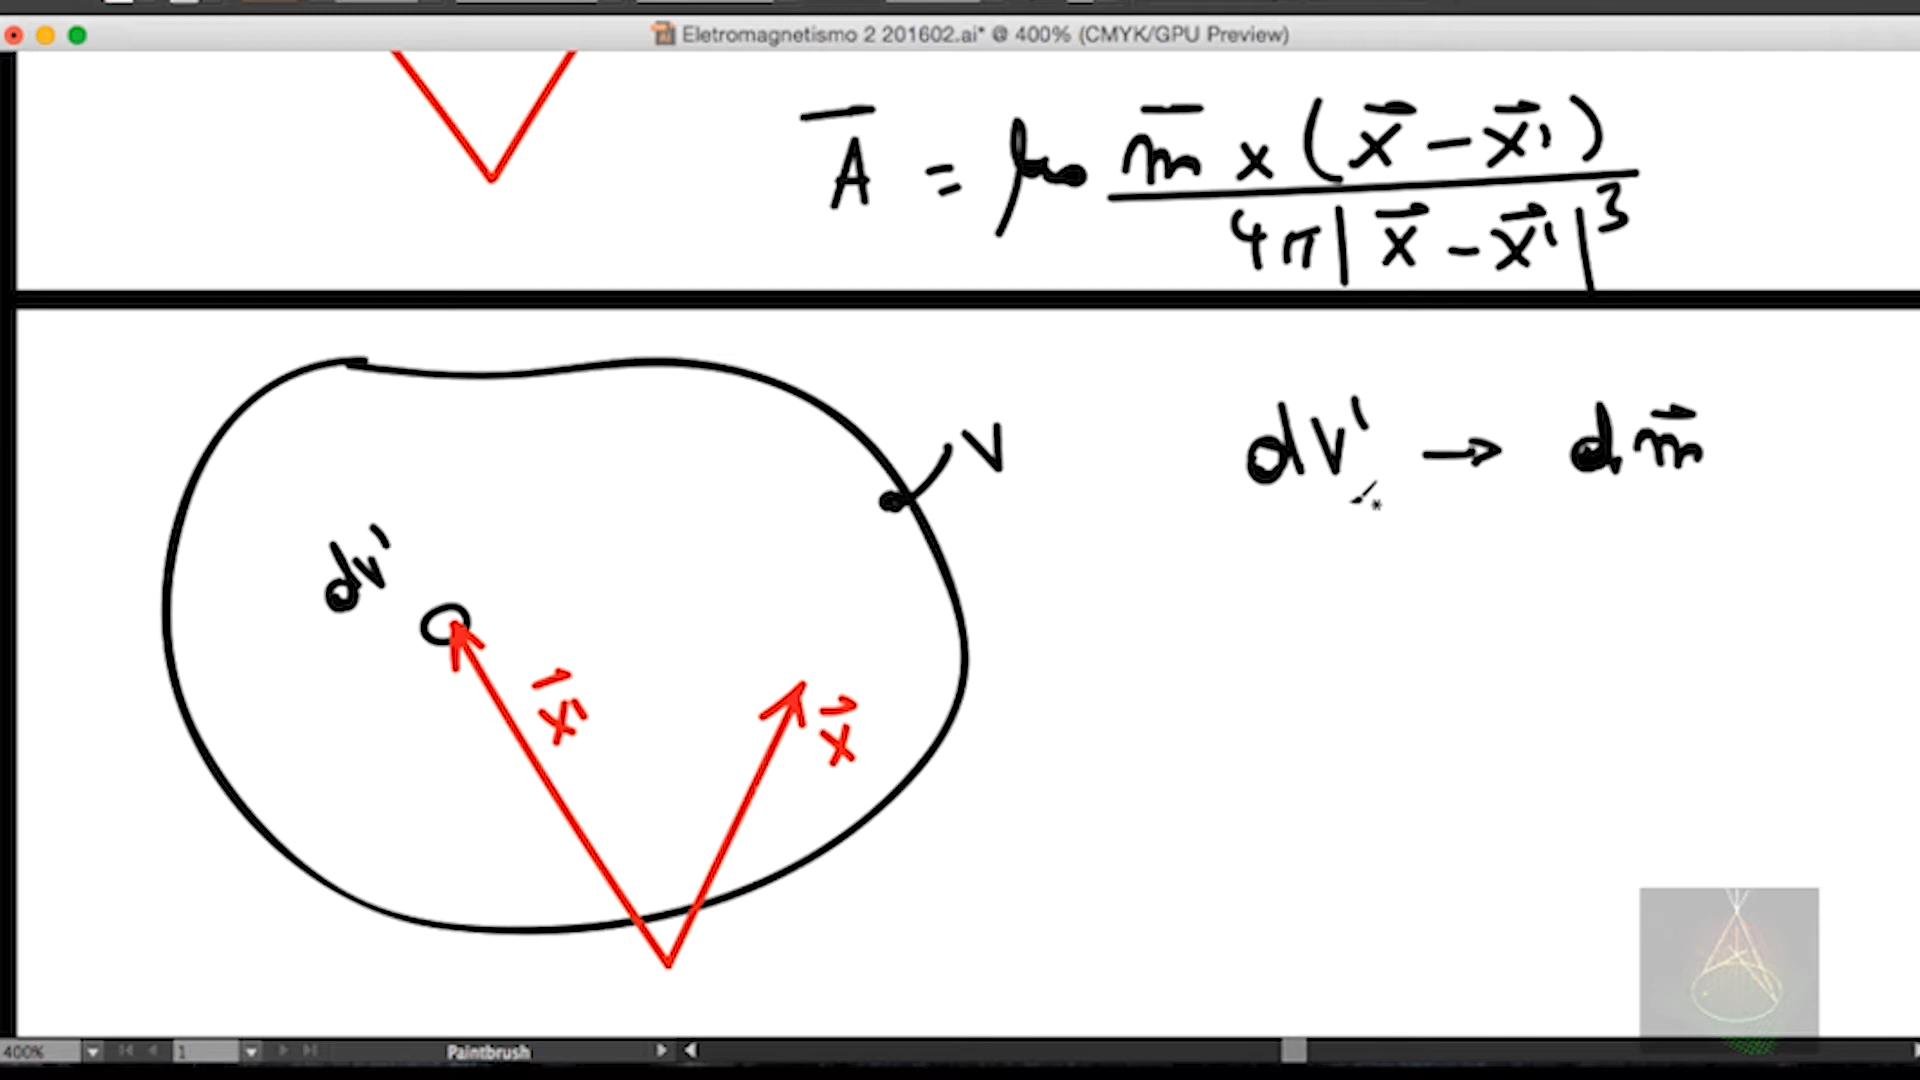 Eletromagnetismo 2 201602.ai* @ 400% (CMYK/GPU Preview)
A̅ = μ₀ m̅ × (x⃗ − x⃗')
4π|x⃗ − x⃗'|³
V
dV' → dm⃗
dV'
x⃗'
x⃗
400%
1
Paintbrush